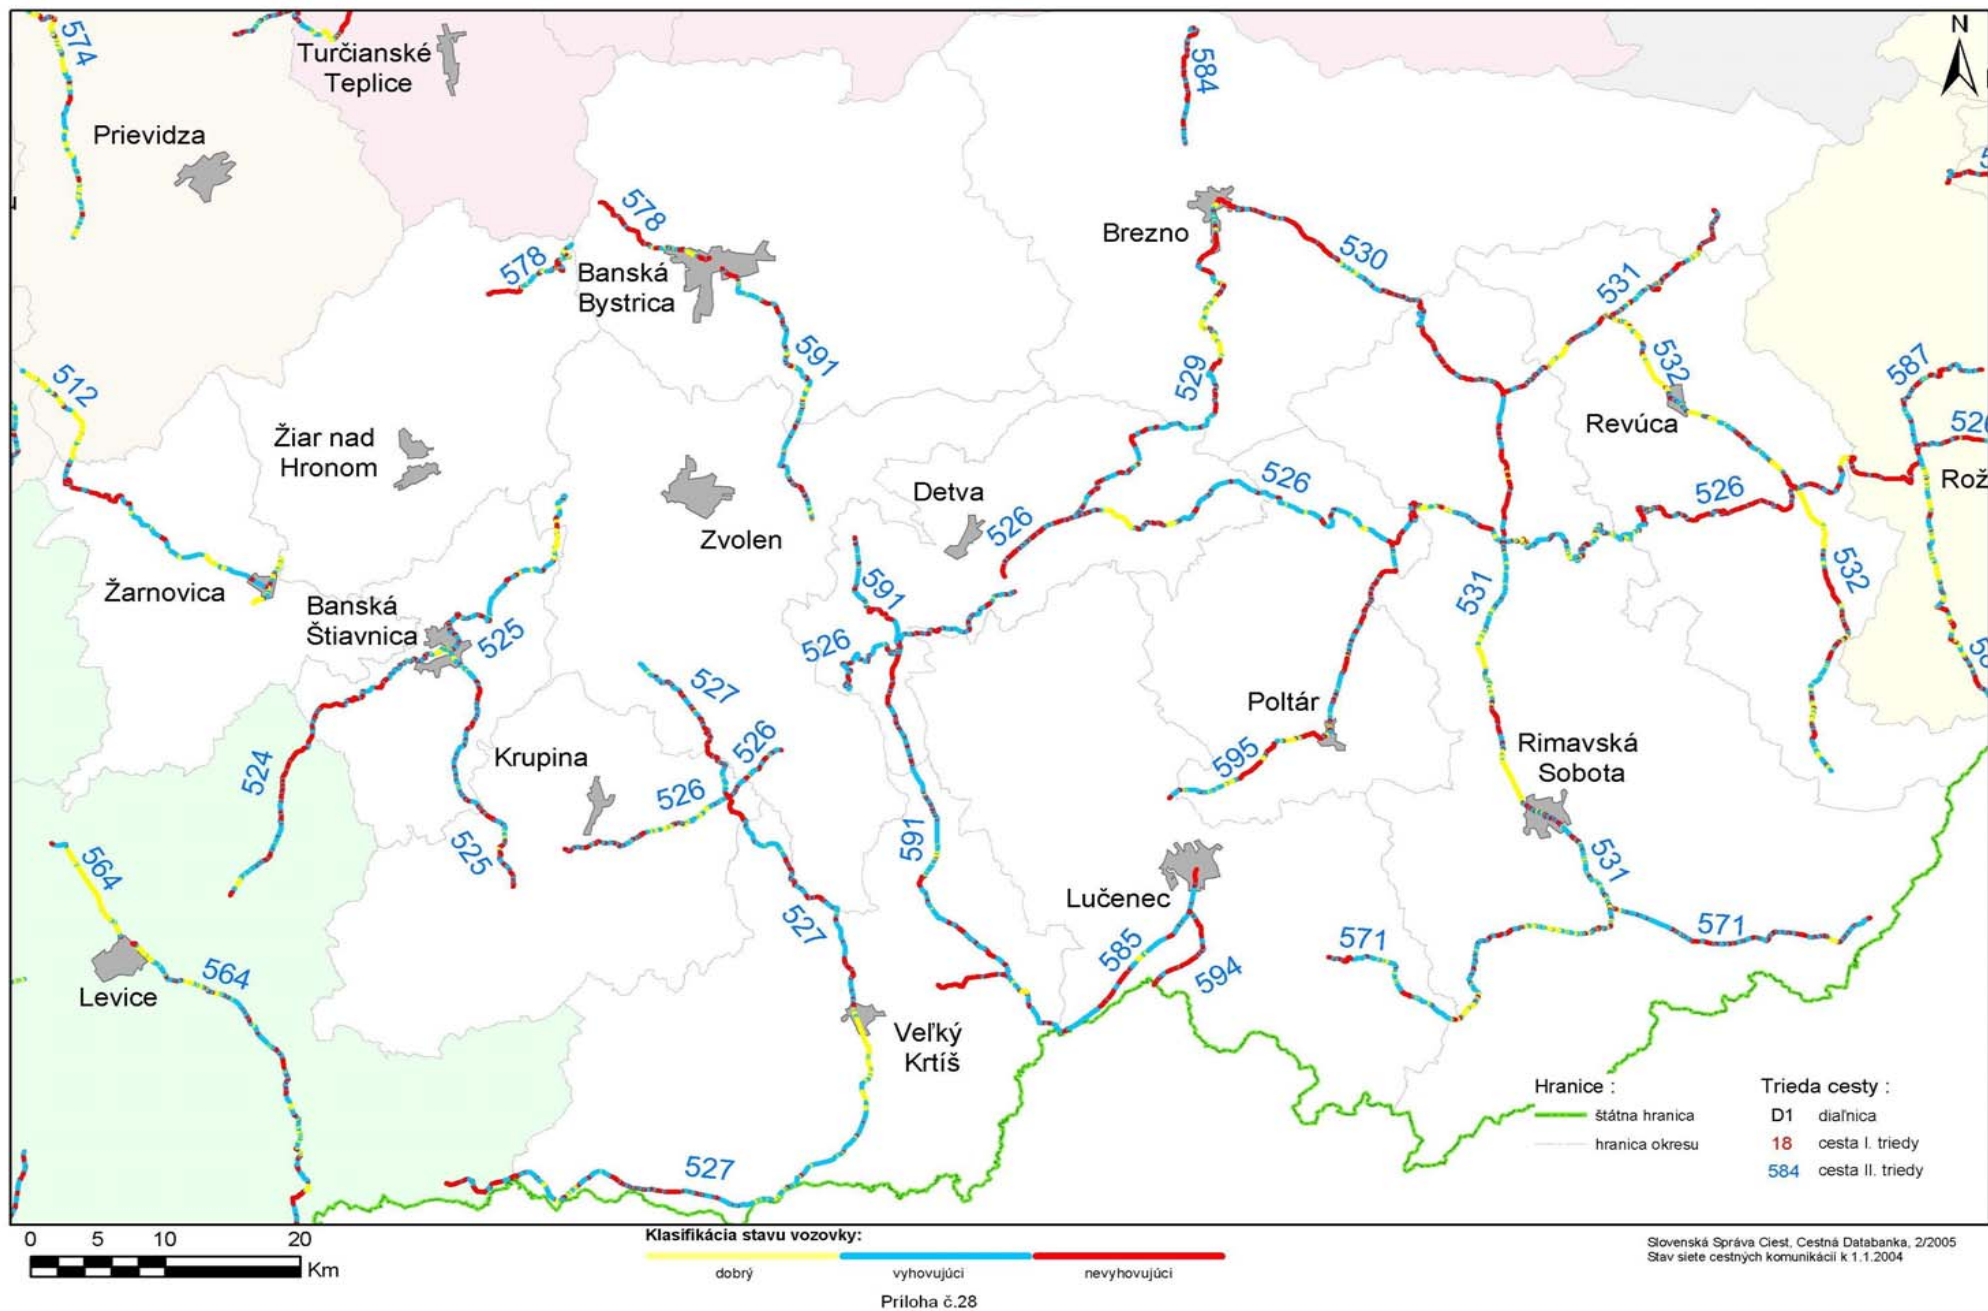 574
Turčianské
Teplice
584
N
Prievidza
578
Brezno
578
530
Banská
Bystrica
531
591
532
587
512
529
Žiar nad
Hronom
Revúca
526
Detva
526
526
Zvolen
526
591
531
532
Žarnovica
Banská
Štiavnica
525
526
527
Poltár
Krupina
526
595
Rimavská
Sobota
524
526
591
525
531
564
Lučenec
527
571
571
585
594
564
Levice
Veľký
Krtíš
527
Hranice :
štátna hranica
hranica okresu
Trieda cesty :
D1 diaľnica
18 cesta I. triedy
584 cesta II. triedy
0 5 10 20
Km
Klasifikácia stavu vozovky:
dobrý vyhovujúci nevyhovujúci
Príloha č.28
Slovenská Správa Ciest, Cestná Databanka, 2/2005
Stav siete cestných komunikácií k 1.1.2004